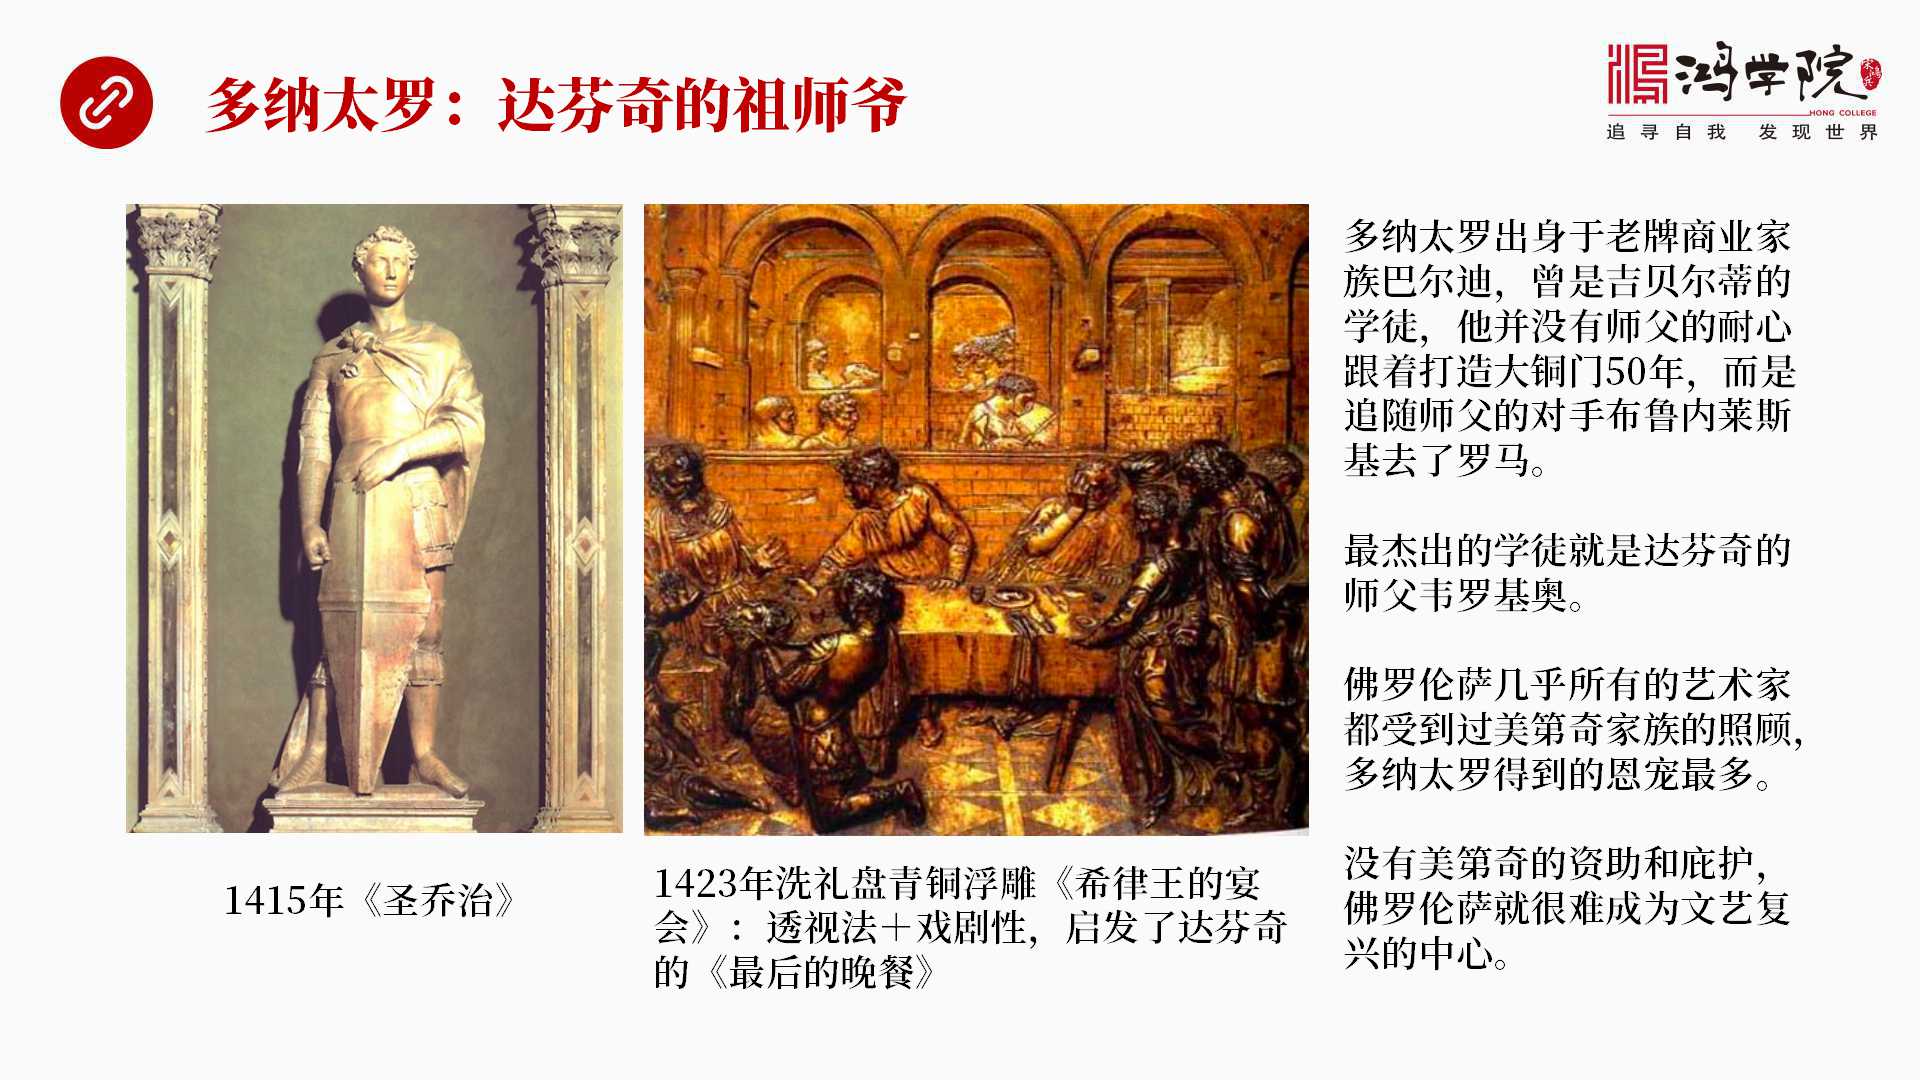 多纳太罗：达芬奇的祖师爷
鸿学院
宋鸿兵
HONG COLLEGE
追寻自我 发现世界
多纳太罗出身于老牌商业家
族巴尔迪，曾是吉贝尔蒂的
学徒，他并没有师父的耐心
跟着打造大铜门50年，而是
追随师父的对手布鲁内莱斯
基去了罗马。
最杰出的学徒就是达芬奇的
师父韦罗基奥。
佛罗伦萨几乎所有的艺术家
都受到过美第奇家族的照顾，
多纳太罗得到的恩宠最多。
没有美第奇的资助和庇护，
佛罗伦萨就很难成为文艺复
兴的中心。
1415年《圣乔治》
1423年洗礼盘青铜浮雕《希律王的宴
会》：透视法＋戏剧性，启发了达芬奇
的《最后的晚餐》